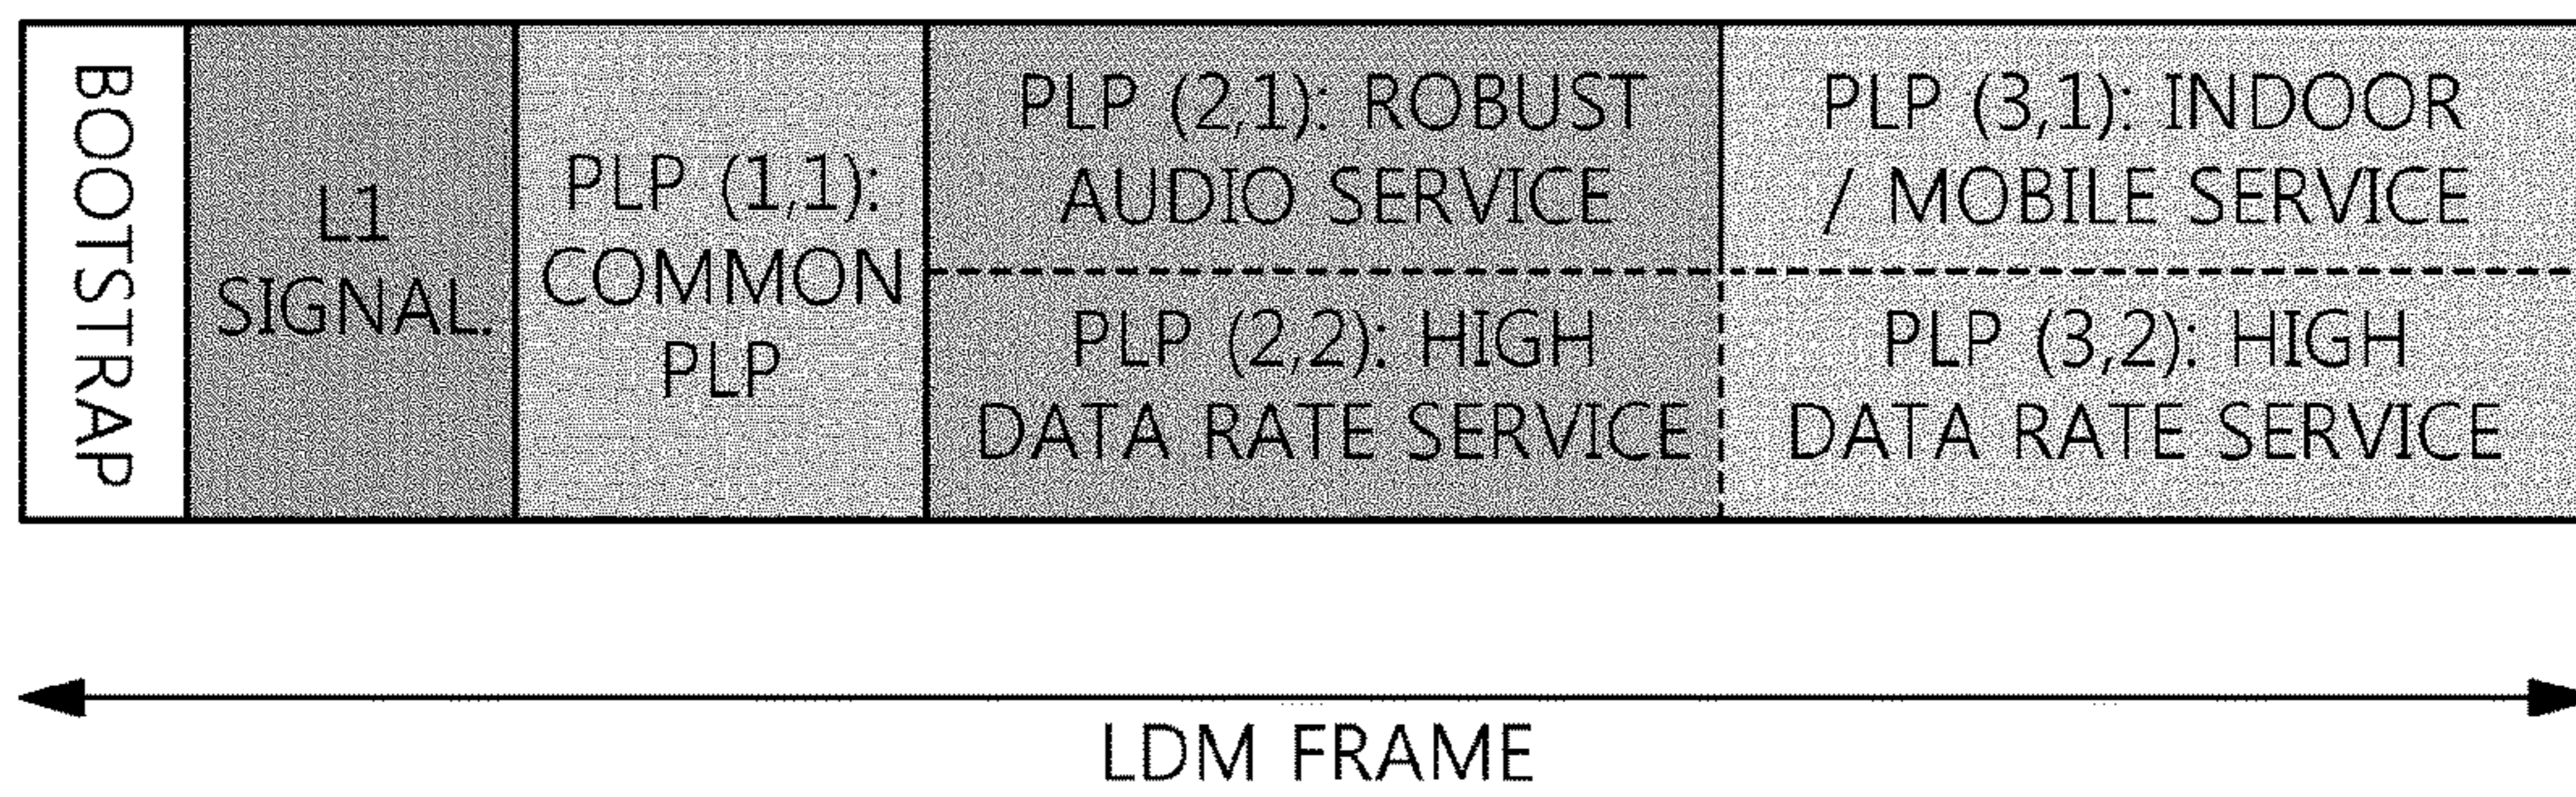 BOOTSTRAP
L1
SIGNAL.
PLP (1,1):
COMMON
PLP
PLP (2,1): ROBUST
AUDIO SERVICE
PLP (2,2): HIGH
DATA RATE SERVICE
PLP (3,1): INDOOR
/ MOBILE SERVICE
PLP (3,2): HIGH
DATA RATE SERVICE
LDM FRAME